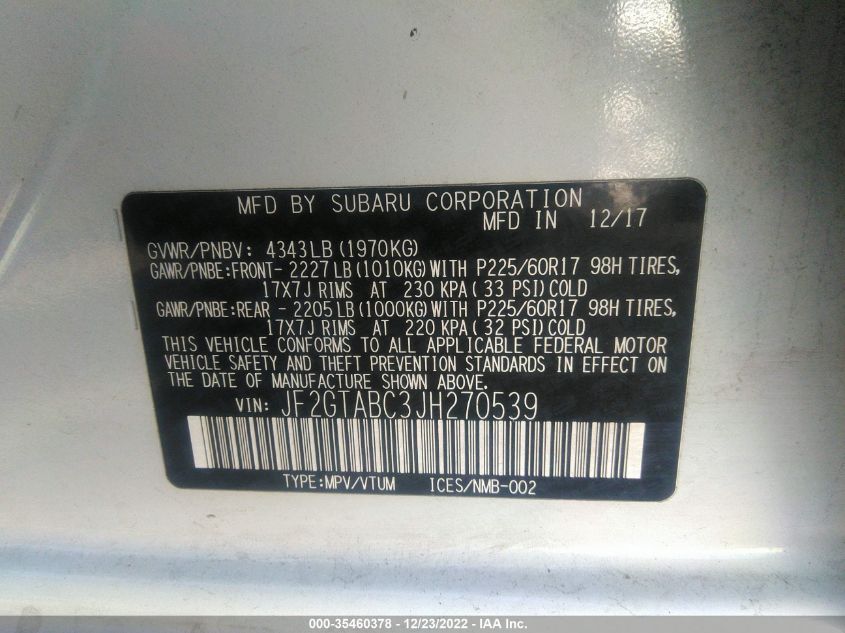 MFD BY SUBARU CORPORATION
MFD IN 12/17
GVWR/PNBV: 4343LB (1970KG)
GAWR/PNBE:FRONT- 2227LB (1010KG)WITH P225/60R17 98H TIRES,
17X7J RIMS AT 230 KPA ( 33 PSI) COLD
GAWR/PNBE:REAR - 2205LB (1000KG)WITH P225/60R17 98H TIRES,
17X7J RIMS AT 220 KPA ( 32 PSI) COLD
THIS VEHICLE CONFORMS TO ALL APPLICABLE FEDERAL MOTOR
VEHICLE SAFETY AND THEFT PREVENTION STANDARDS IN EFFECT ON
THE DATE OF MANUFACTURE SHOWN ABOVE.
VIN: JF2GTABC3JH270539
TYPE:MPV/VTUM ICES/NMB-002
000-35460378 - 12/23/2022 - IAA Inc.